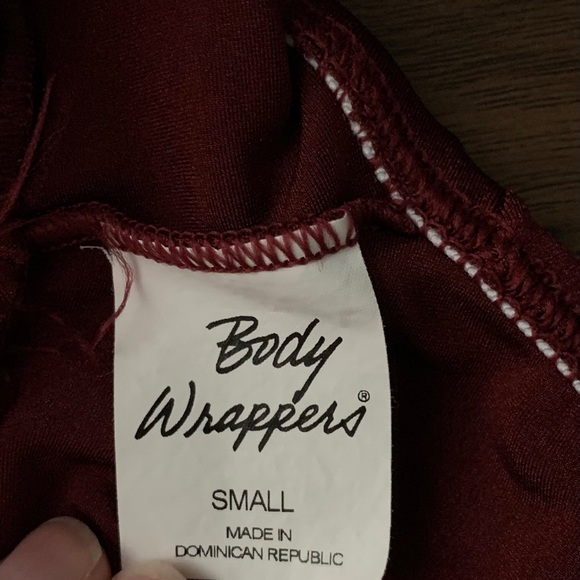 Body
Wrappers®
SMALL
MADE IN
DOMINICAN REPUBLIC